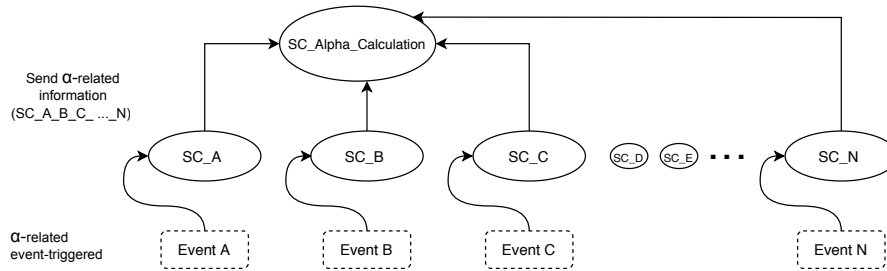 SC_Alpha_Calculation
Send α-related
information
(SC_A_B_C_ ..._N)
SC_A
SC_B
SC_C
SC_D
SC_E
...
SC_N
α-related
event-triggered
Event A
Event B
Event C
Event N